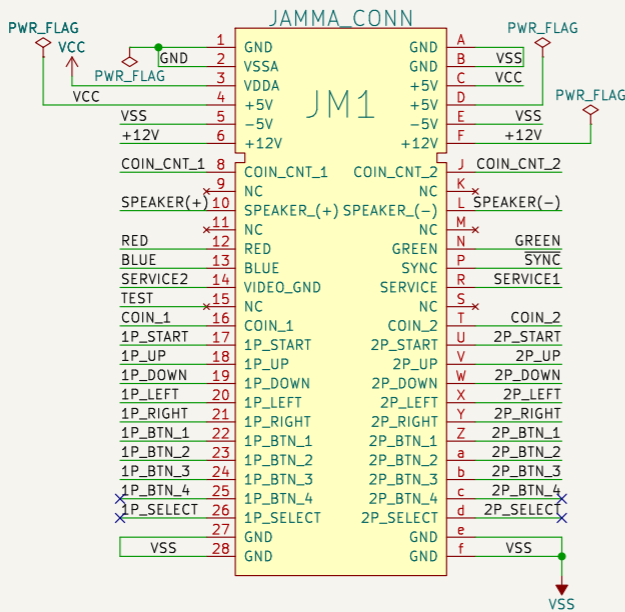 JAMMA_CONN
PWR_FLAG PWR_FLAG
VCC 1 GND GND A
PWR_FLAG GND 2 VSSA GND B VSS
3 VDDA +5V C VCC
VCC 4 +5V JM1 +5V D PWR_FLAG
VSS 5 -5V -5V E VSS
+12V 6 +12V +12V F +12V
COIN_CNT_1 8 COIN_CNT_1 COIN_CNT_2 J COIN_CNT_2
9 NC NC K
SPEAKER(+) 10 SPEAKER_(+) SPEAKER_(-) L SPEAKER(-)
11 NC NC M
RED 12 RED GREEN N GREEN
BLUE 13 BLUE SYNC P SYNC
SERVICE2 14 VIDEO_GND SERVICE R SERVICE1
TEST 15 NC NC S
COIN_1 16 COIN_1 COIN_2 T COIN_2
1P_START 17 1P_START 2P_START U 2P_START
1P_UP 18 1P_UP 2P_UP V 2P_UP
1P_DOWN 19 1P_DOWN 2P_DOWN W 2P_DOWN
1P_LEFT 20 1P_LEFT 2P_LEFT X 2P_LEFT
1P_RIGHT 21 1P_RIGHT 2P_RIGHT Y 2P_RIGHT
1P_BTN_1 22 1P_BTN_1 2P_BTN_1 Z 2P_BTN_1
1P_BTN_2 23 1P_BTN_2 2P_BTN_2 a 2P_BTN_2
1P_BTN_3 24 1P_BTN_3 2P_BTN_3 b 2P_BTN_3
1P_BTN_4 25 1P_BTN_4 2P_BTN_4 c 2P_BTN_4
1P_SELECT 26 1P_SELECT 2P_SELECT d 2P_SELECT
27 GND GND e
VSS 28 GND GND f VSS
VSS